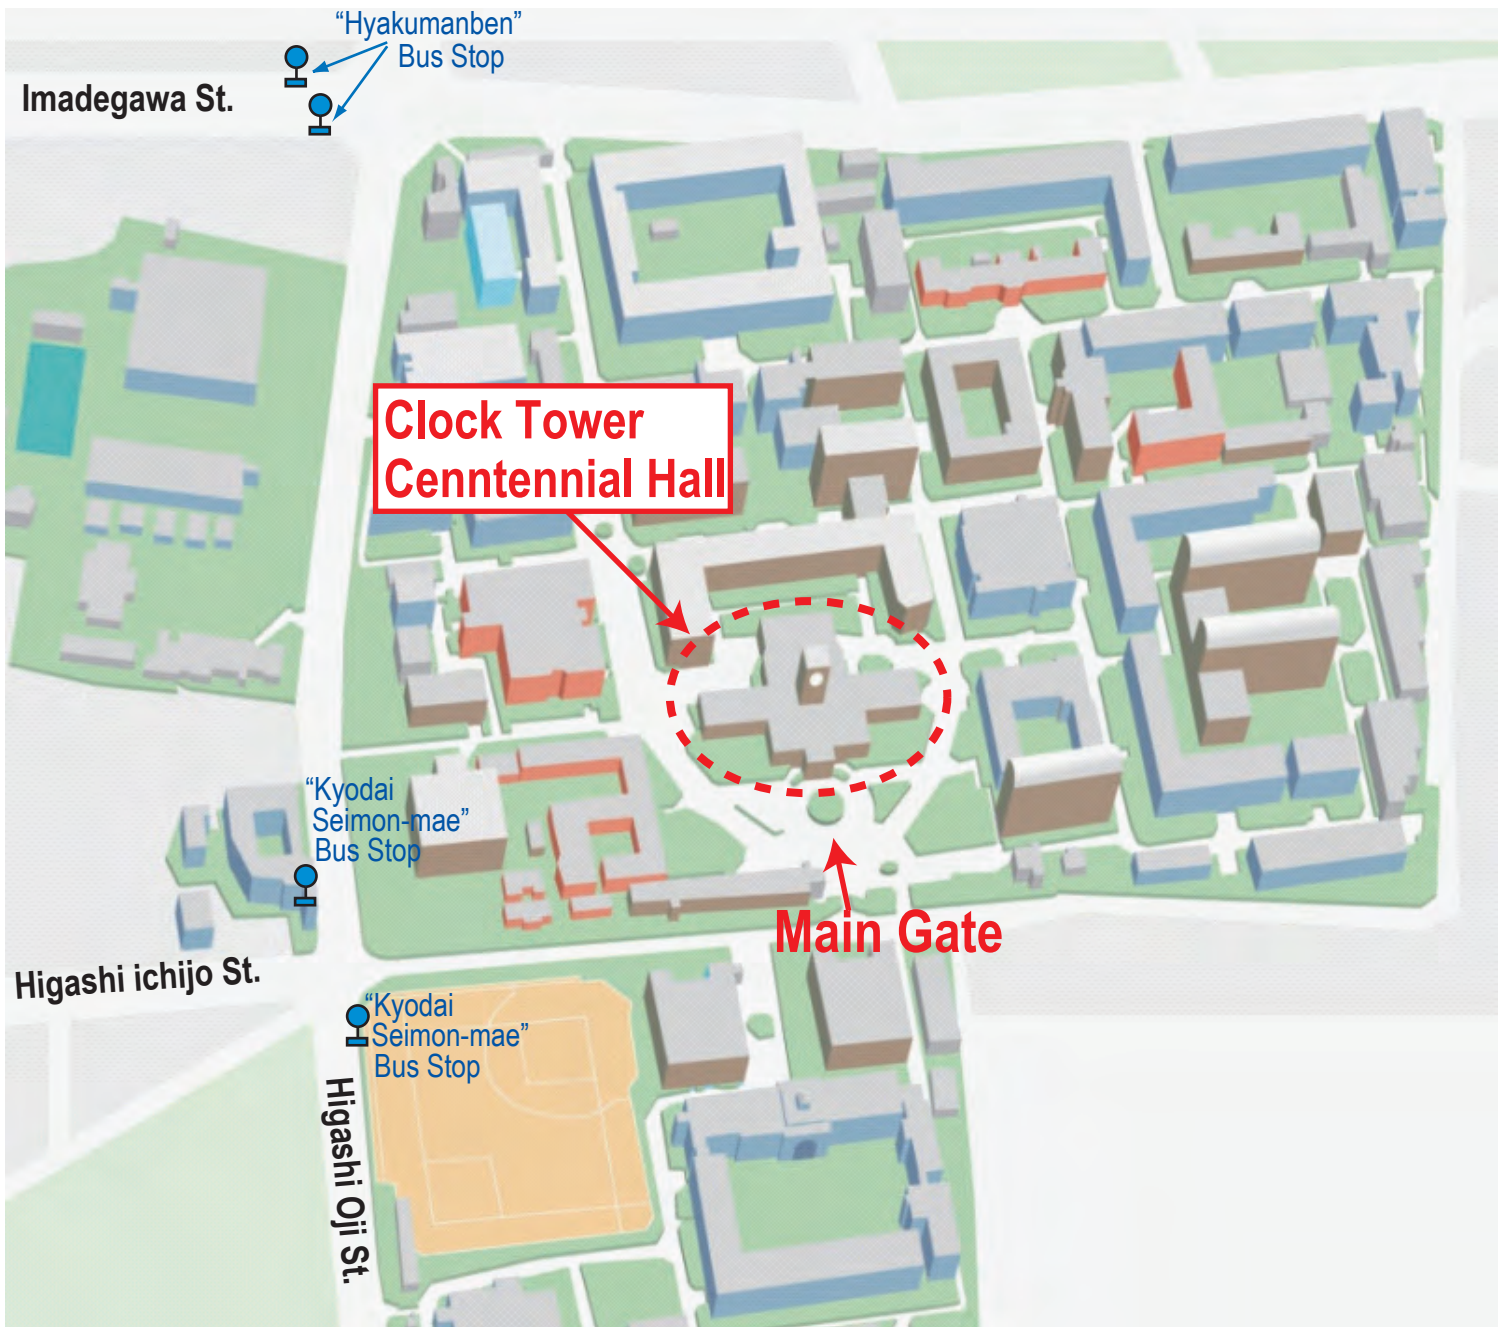 “Hyakumanben”
Bus Stop
Imadegawa St.
Clock Tower
Cenntennial Hall
“Kyodai
Seimon-mae”
Bus Stop
Main Gate
Higashi ichijo St.
“Kyodai
Seimon-mae”
Bus Stop
Higashi Oji St.